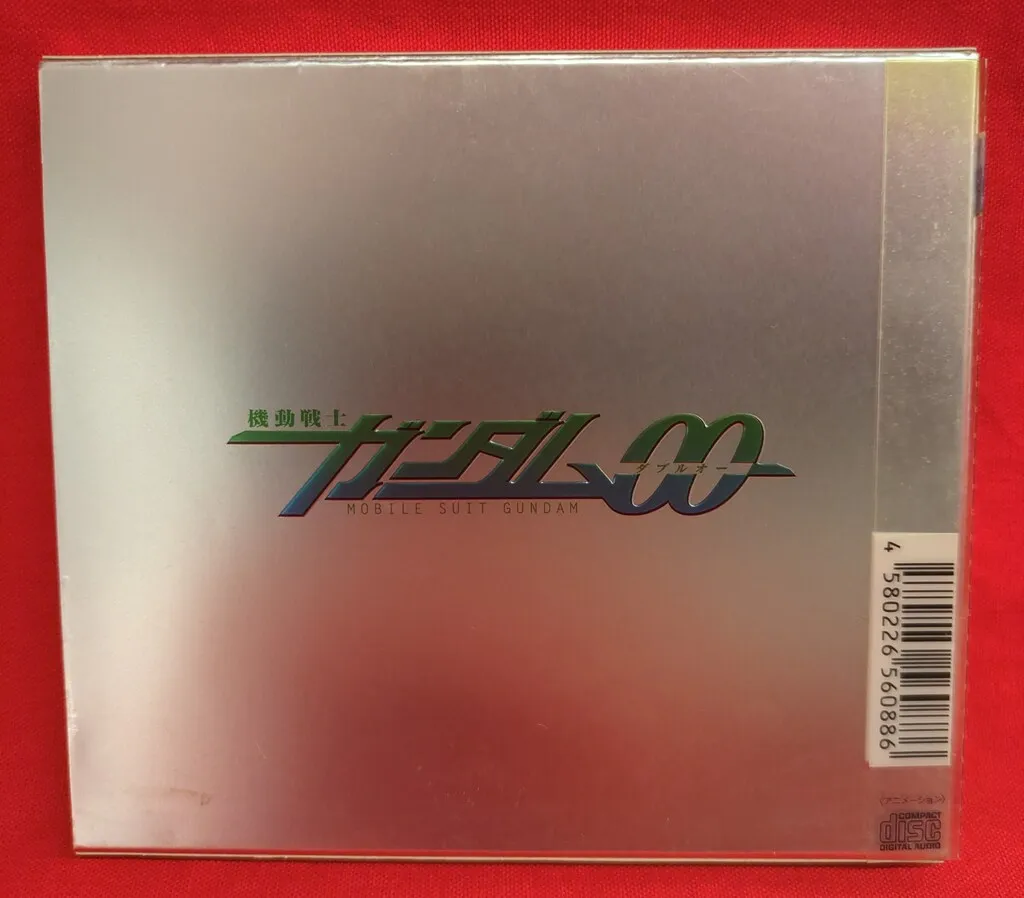 機動戦士
ガンダム00
ダブルオー
MOBILE SUIT GUNDAM
4 580226 560886
〈アニメーション〉
COMPACT
disc
DIGITAL AUDIO